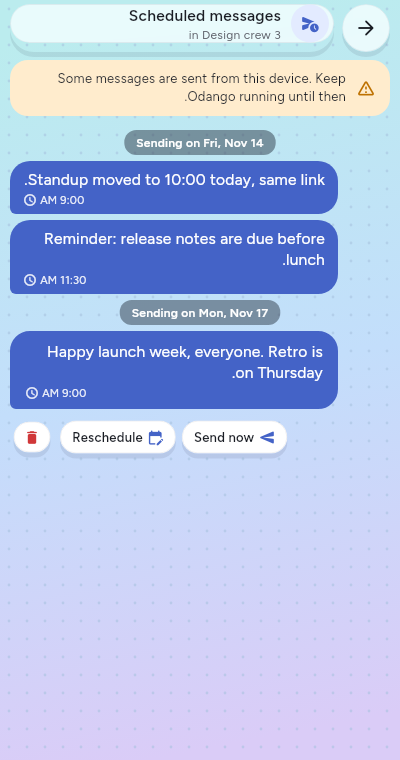 Scheduled messages
in Design crew 3
Some messages are sent from this device. Keep
Odango running until then.
Sending on Fri, Nov 14
Standup moved to 10:00 today, same link.
9:00 AM
Reminder: release notes are due before
lunch.
11:30 AM
Sending on Mon, Nov 17
Happy launch week, everyone. Retro is
on Thursday.
9:00 AM
Send now
Reschedule